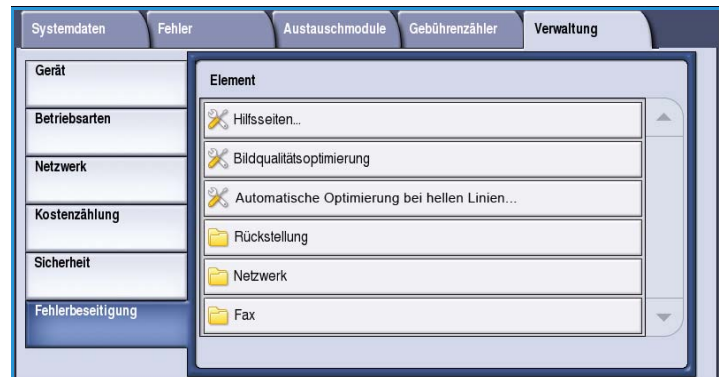 Systemdaten
Fehler
Austauschmodule
Gebührenzähler
Verwaltung
Gerät
Betriebsarten
Netzwerk
Kostenzählung
Sicherheit
Fehlerbeseitigung
Element
Hilfsseiten...
Bildqualitätsoptimierung
Automatische Optimierung bei hellen Linien...
Rückstellung
Netzwerk
Fax